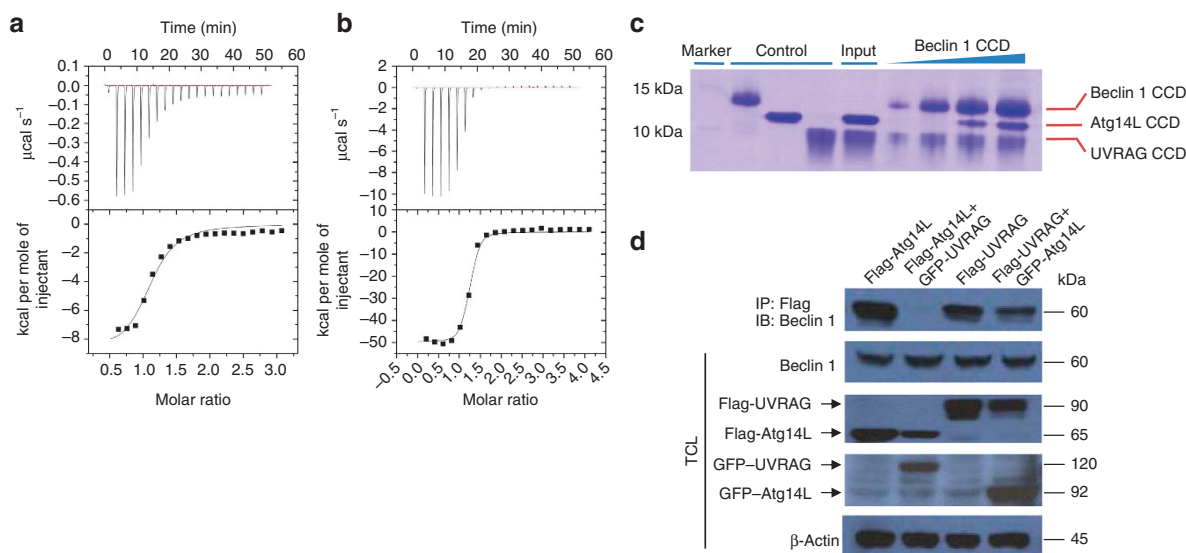 a
Time (min)
0 10 20 30 40 50 60
0.1
0.0
−0.1
−0.2
−0.3
−0.4
−0.5
−0.6
μcal s⁻¹
0
−2
−4
−6
−8
kcal per mole of
injectant
0.5 1.0 1.5 2.0 2.5 3.0
Molar ratio
b
Time (min)
0 10 20 30 40 50 60
0
−2
−4
−6
−8
−10
μcal s⁻¹
10
0
−10
−20
−30
−40
−50
kcal per mole of
injectant
−0.5 0.0 0.5 1.0 1.5 2.0 2.5 3.0 3.5 4.0 4.5
Molar ratio
c
Marker Control Input Beclin 1 CCD
15 kDa
10 kDa
Beclin 1 CCD
Atg14L CCD
UVRAG CCD
d
Flag-Atg14L
Flag-Atg14L+
GFP-UVRAG
Flag-UVRAG
Flag-UVRAG+
GFP-Atg14L
kDa
IP: Flag
IB: Beclin 1
60
Beclin 1
60
TCL
Flag-UVRAG
90
Flag-Atg14L
65
GFP–UVRAG
120
GFP–Atg14L
92
β-Actin
45